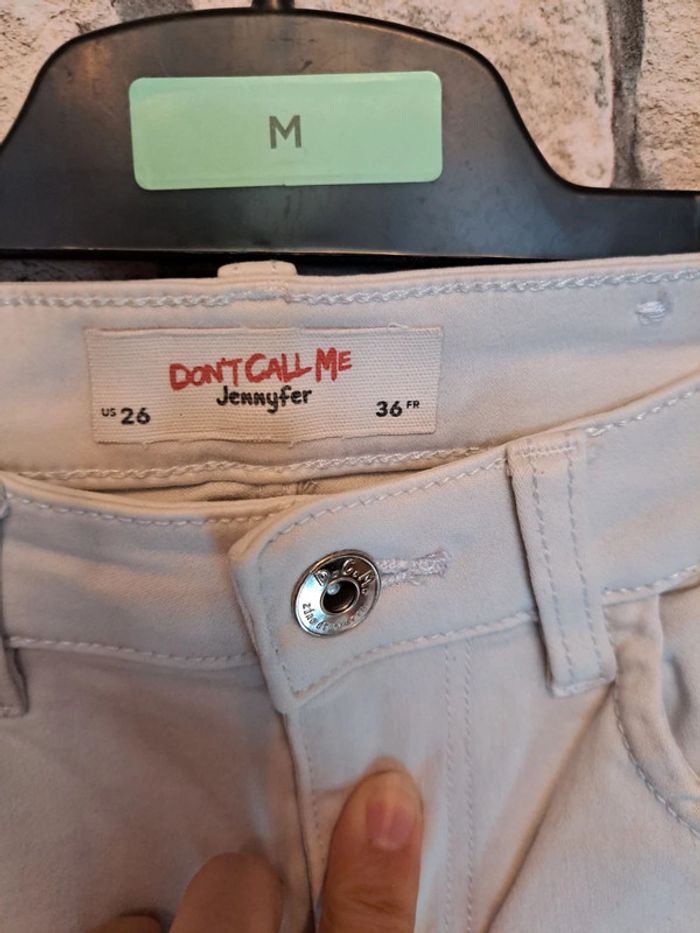 M
DON'T CALL ME
Jennyfer
US 26
36 FR
D.C.M.